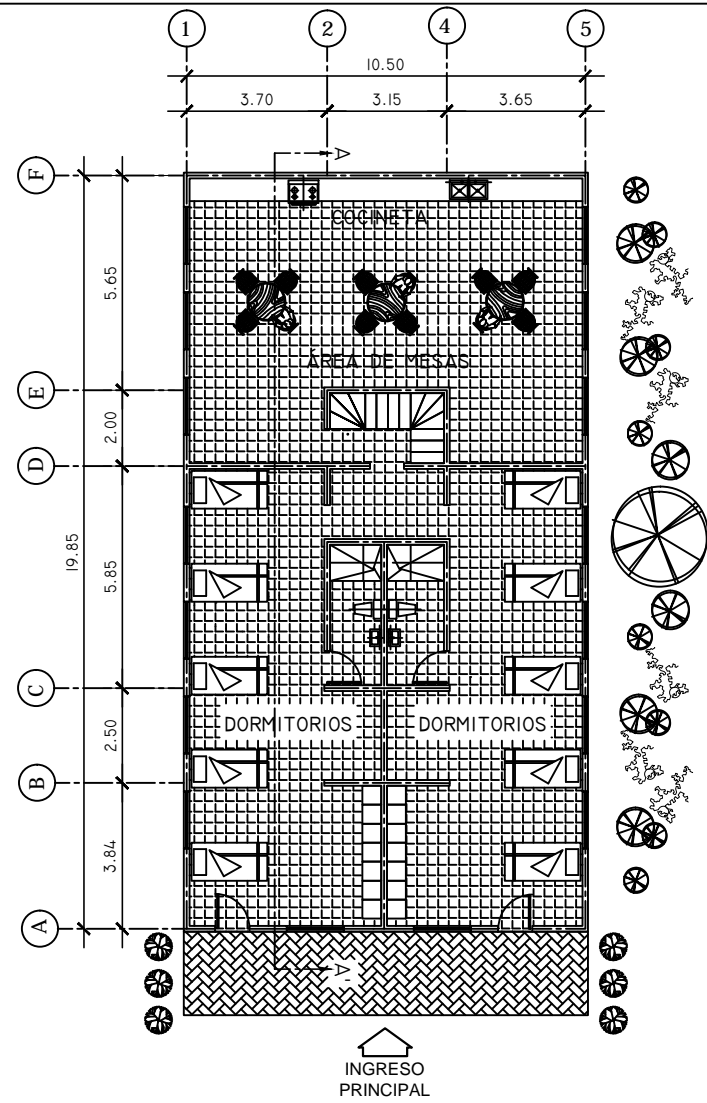 1
2
4
5
10.50
3.70
3.15
3.65
A
F
COCINETA
5.65
ÁREA DE MESAS
E
2.00
D
19.85
5.85
C
DORMITORIOS
DORMITORIOS
2.50
B
3.84
A
A'
INGRESO
PRINCIPAL